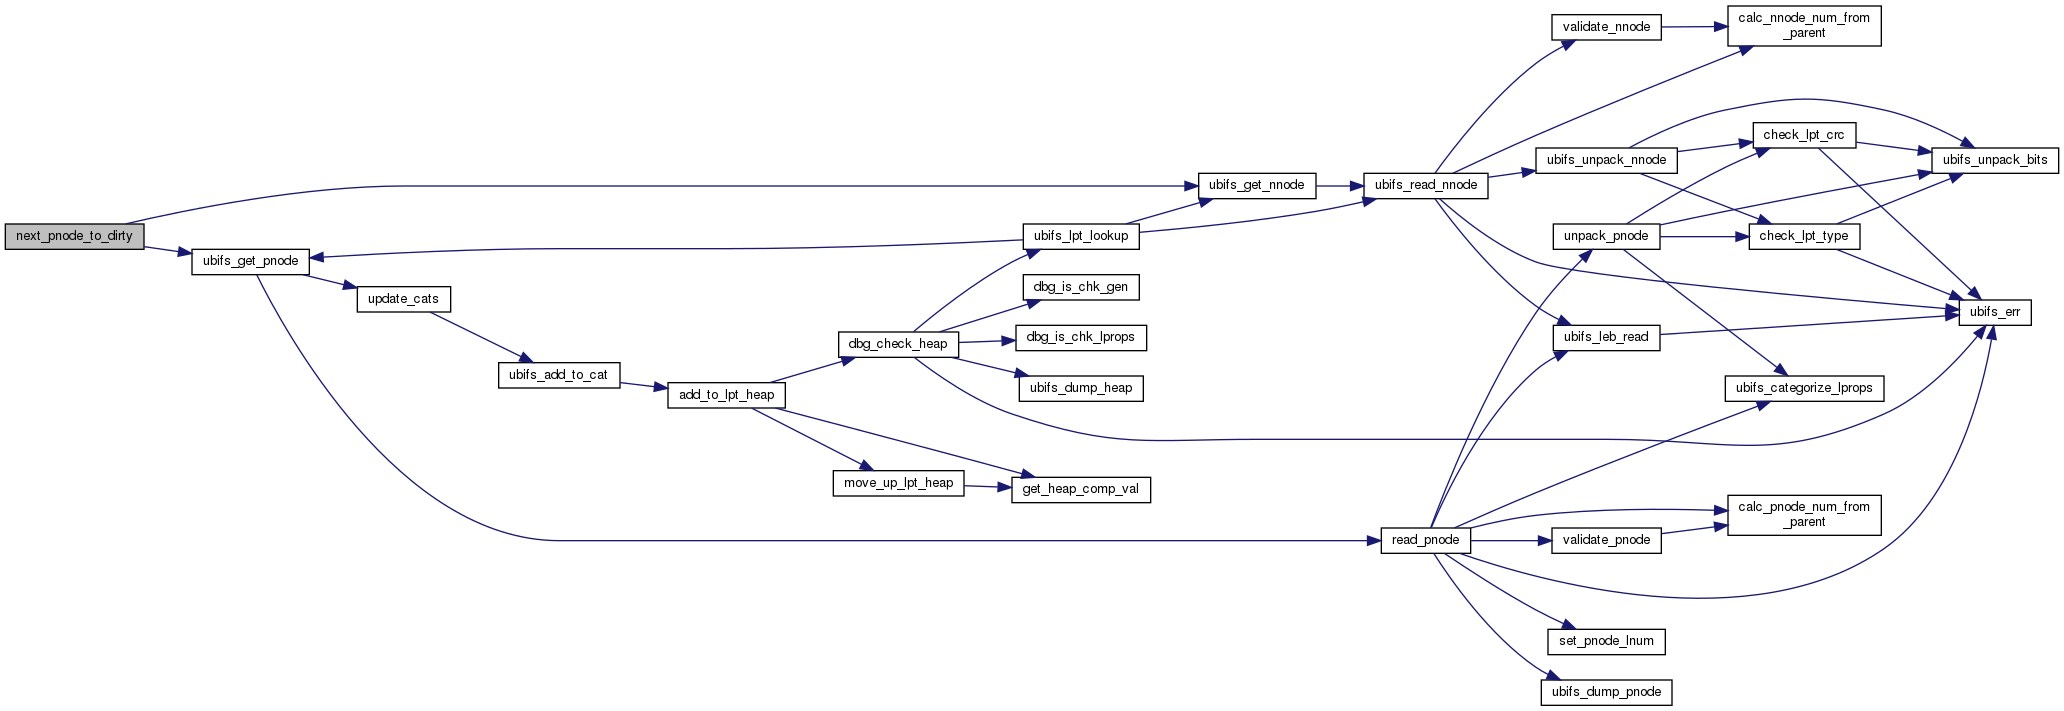 next_pnode_to_dirty
ubifs_get_pnode
update_cats
ubifs_add_to_cat
add_to_lpt_heap
dbg_check_heap
move_up_lpt_heap
ubifs_lpt_lookup
dbg_is_chk_gen
dbg_is_chk_lprops
ubifs_dump_heap
get_heap_comp_val
ubifs_get_nnode
ubifs_read_nnode
read_pnode
validate_nnode
ubifs_unpack_nnode
unpack_pnode
ubifs_leb_read
validate_pnode
set_pnode_lnum
ubifs_dump_pnode
calc_nnode_num_from
_parent
check_lpt_crc
check_lpt_type
ubifs_categorize_lprops
calc_pnode_num_from
_parent
ubifs_unpack_bits
ubifs_err